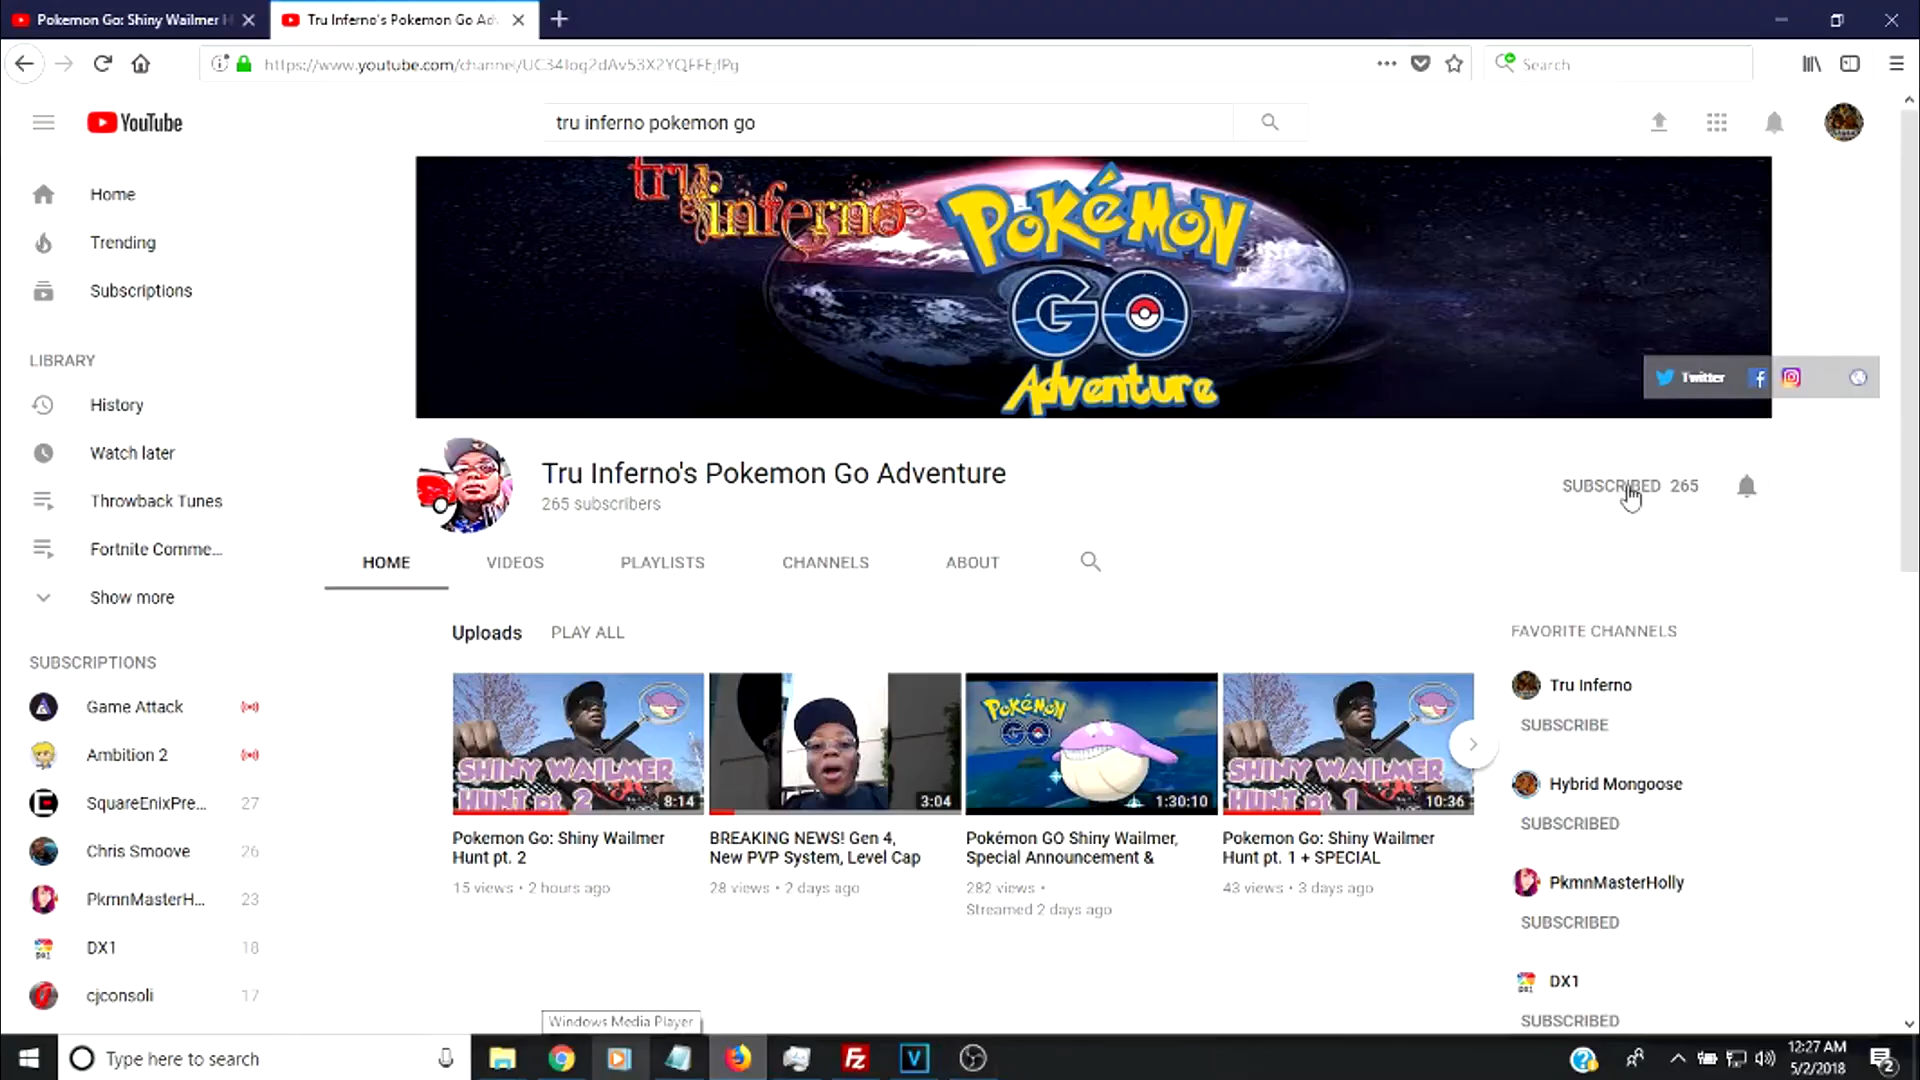 Pokemon Go: Shiny Wailmer H
Tru Inferno's Pokemon Go Ad
Search
YouTube
tru inferno pokemon go
tru inferno
POKéMON
GO
Adventure
Twitter
Home
Trending
Subscriptions
LIBRARY
History
Watch later
Throwback Tunes
Fortnite Comme...
Show more
SUBSCRIPTIONS
Game Attack
Ambition 2
SquareEnixPre... 27
Chris Smoove 26
PkmnMasterH... 23
DX1 18
cjconsoli 17
Tru Inferno's Pokemon Go Adventure
265 subscribers
SUBSCRIBED 265
HOME VIDEOS PLAYLISTS CHANNELS ABOUT
Uploads PLAY ALL
SHINY WAILMER
HUNT pt. 2
8:14
Pokemon Go: Shiny Wailmer
Hunt pt. 2
15 views • 2 hours ago
3:04
BREAKING NEWS! Gen 4,
New PVP System, Level Cap
28 views • 2 days ago
POKéMON
GO
1:30:10
Pokémon GO Shiny Wailmer,
Special Announcement &
282 views •
Streamed 2 days ago
SHINY WAILMER
HUNT pt. 1
10:36
Pokemon Go: Shiny Wailmer
Hunt pt. 1 + SPECIAL
43 views • 3 days ago
FAVORITE CHANNELS
Tru Inferno
SUBSCRIBE
Hybrid Mongoose
SUBSCRIBED
PkmnMasterHolly
SUBSCRIBED
DX1
SUBSCRIBED
Windows Media Player
Type here to search
12:27 AM
5/2/2018
2